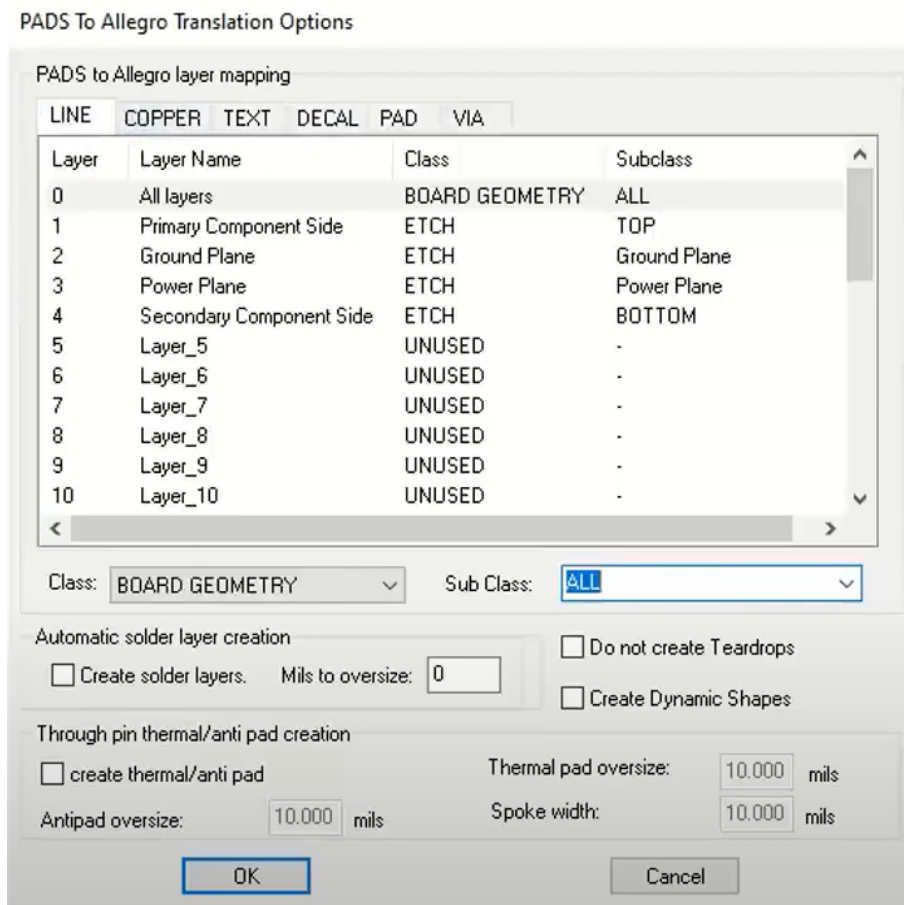 PADS To Allegro Translation Options
PADS to Allegro layer mapping
LINE COPPER TEXT DECAL PAD VIA
Layer Layer Name Class Subclass
0 All layers BOARD GEOMETRY ALL
1 Primary Component Side ETCH TOP
2 Ground Plane ETCH Ground Plane
3 Power Plane ETCH Power Plane
4 Secondary Component Side ETCH BOTTOM
5 Layer_5 UNUSED -
6 Layer_6 UNUSED -
7 Layer_7 UNUSED -
8 Layer_8 UNUSED -
9 Layer_9 UNUSED -
10 Layer_10 UNUSED -
Class: BOARD GEOMETRY Sub Class: ALL
Automatic solder layer creation
Create solder layers. Mils to oversize: 0
Do not create Teardrops
Create Dynamic Shapes
Through pin thermal/anti pad creation
create thermal/anti pad
Thermal pad oversize: 10.000 mils
Antipad oversize: 10.000 mils
Spoke width: 10.000 mils
OK Cancel